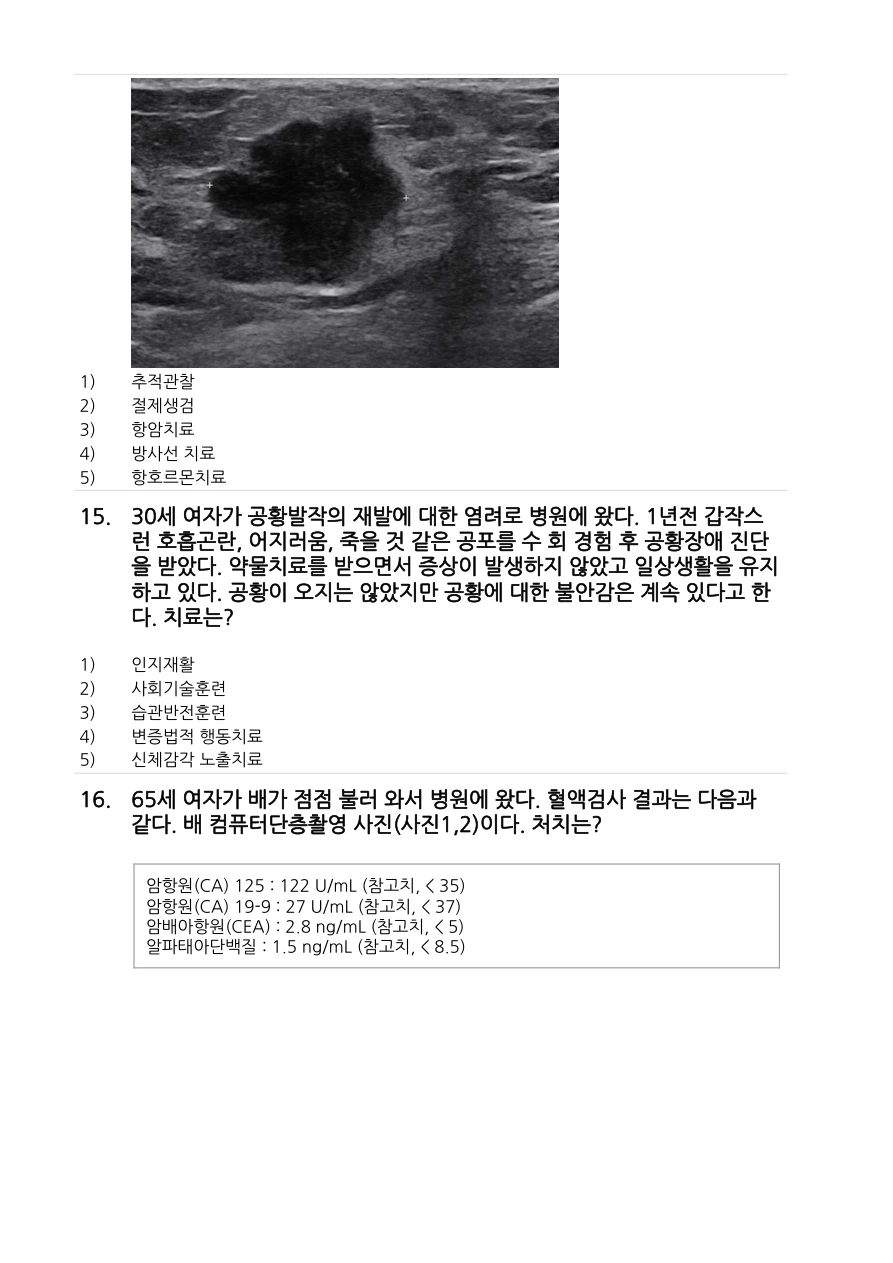 1) 추적관찰
2) 절제생검
3) 항암치료
4) 방사선 치료
5) 항호르몬치료
15. 30세 여자가 공황발작의 재발에 대한 염려로 병원에 왔다. 1년전 갑작스
런 호흡곤란, 어지러움, 죽을 것 같은 공포를 수 회 경험 후 공황장애 진단
을 받았다. 약물치료를 받으면서 증상이 발생하지 않았고 일상생활을 유지
하고 있다. 공황이 오지는 않았지만 공황에 대한 불안감은 계속 있다고 한
다. 치료는?
1) 인지재활
2) 사회기술훈련
3) 습관반전훈련
4) 변증법적 행동치료
5) 신체감각 노출치료
16. 65세 여자가 배가 점점 불러 와서 병원에 왔다. 혈액검사 결과는 다음과
같다. 배 컴퓨터단층촬영 사진(사진1,2)이다. 처치는?
암항원(CA) 125 : 122 U/mL (참고치, < 35)
암항원(CA) 19-9 : 27 U/mL (참고치, < 37)
암배아항원(CEA) : 2.8 ng/mL (참고치, < 5)
알파태아단백질 : 1.5 ng/mL (참고치, < 8.5)